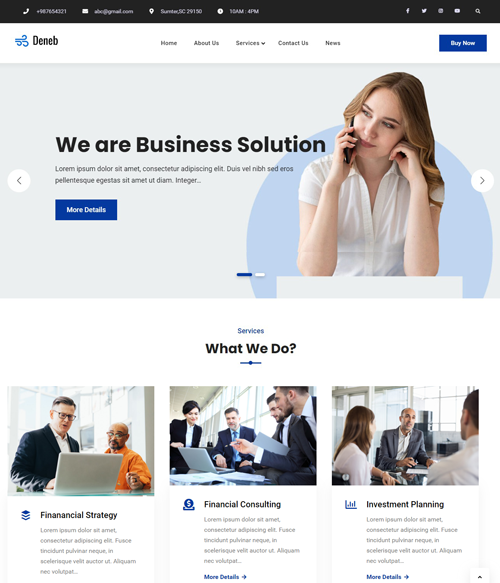 +987654321 abc@gmail.com Sumter,SC 29150 10AM : 4PM
Deneb Home About Us Services Contact Us News Buy Now
We are Business Solution
Lorem ipsum dolor sit amet, consectetur adipiscing elit. Duis vel nibh sed eros
pellentesque egestas sit amet ut diam. Integer...
More Details
Services
What We Do?
Finanancial Strategy
Lorem ipsum dolor sit amet,
consectetur adipiscing elit. Fusce
tincidunt pulvinar neque, in
scelerisque velit auctor ut. Aliquam
nec volutpat...
Financial Consulting
Lorem ipsum dolor sit amet,
consectetur adipiscing elit. Fusce
tincidunt pulvinar neque, in
scelerisque velit auctor ut. Aliquam
nec volutpat...
More Details
Investment Planning
Lorem ipsum dolor sit amet,
consectetur adipiscing elit. Fusce
tincidunt pulvinar neque, in
scelerisque velit auctor ut. Aliquam
nec volutpat...
More Details